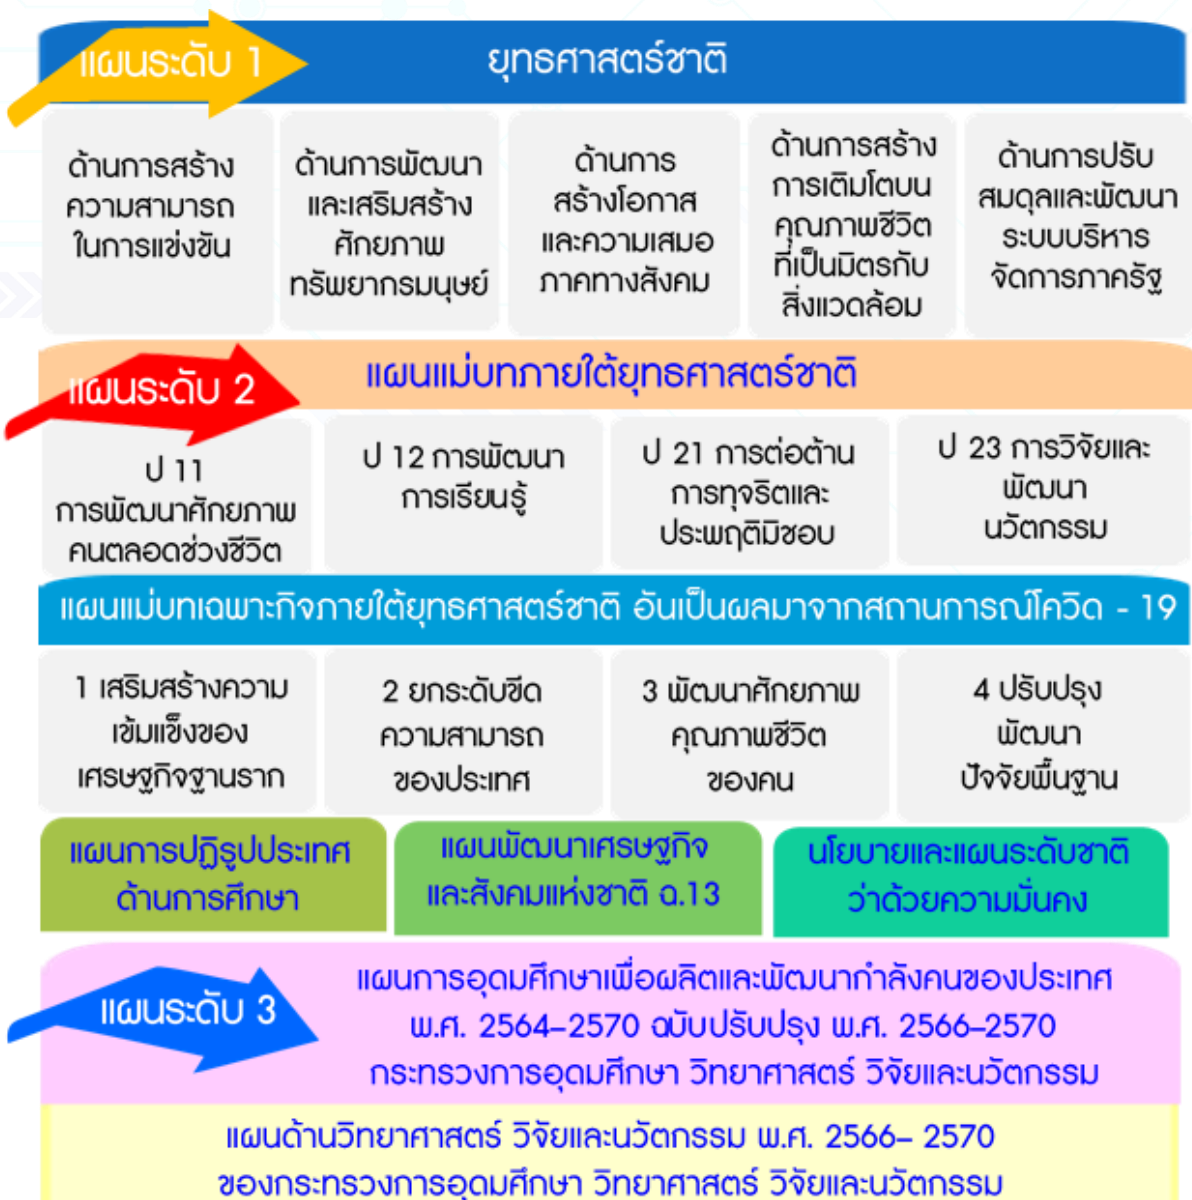 แผนระดับ 1
ยุทธศาสตร์ชาติ
ด้านการสร้าง
ความสามารถ
ในการแข่งขัน
ด้านการพัฒนา
และเสริมสร้าง
ศักยภาพ
ทรัพยากรมนุษย์
ด้านการ
สร้างโอกาส
และความเสมอ
ภาคทางสังคม
ด้านการสร้าง
การเติมโตบน
คุณภาพชีวิต
ที่เป็นมิตรกับ
สิ่งแวดล้อม
ด้านการปรับ
สมดุลและพัฒนา
ระบบบริหาร
จัดการภาครัฐ
แผนระดับ 2
แผนแม่บทภายใต้ยุทธศาสตร์ชาติ
ป 11
การพัฒนาศักยภาพ
คนตลอดช่วงชีวิต
ป 12 การพัฒนา
การเรียนรู้
ป 21 การต่อต้าน
การทุจริตและ
ประพฤติมิชอบ
ป 23 การวิจัยและ
พัฒนา
นวัตกรรม
แผนแม่บทเฉพาะกิจภายใต้ยุทธศาสตร์ชาติ อันเป็นผลมาจากสถานการณ์โควิด - 19
1 เสริมสร้างความ
เข้มแข็งของ
เศรษฐกิจฐานราก
2 ยกระดับขีด
ความสามารถ
ของประเทศ
3 พัฒนาศักยภาพ
คุณภาพชีวิต
ของคน
4 ปรับปรุง
พัฒนา
ปัจจัยพื้นฐาน
แผนการปฏิรูปประเทศ
ด้านการศึกษา
แผนพัฒนาเศรษฐกิจ
และสังคมแห่งชาติ ฉ.13
นโยบายและแผนระดับชาติ
ว่าด้วยความมั่นคง
แผนระดับ 3
แผนการอุดมศึกษาเพื่อผลิตและพัฒนากำลังคนของประเทศ
พ.ศ. 2564–2570 ฉบับปรับปรุง พ.ศ. 2566–2570
กระทรวงการอุดมศึกษา วิทยาศาสตร์ วิจัยและนวัตกรรม
แผนด้านวิทยาศาสตร์ วิจัยและนวัตกรรม พ.ศ. 2566– 2570
ของกระทรวงการอุดมศึกษา วิทยาศาสตร์ วิจัยและนวัตกรรม